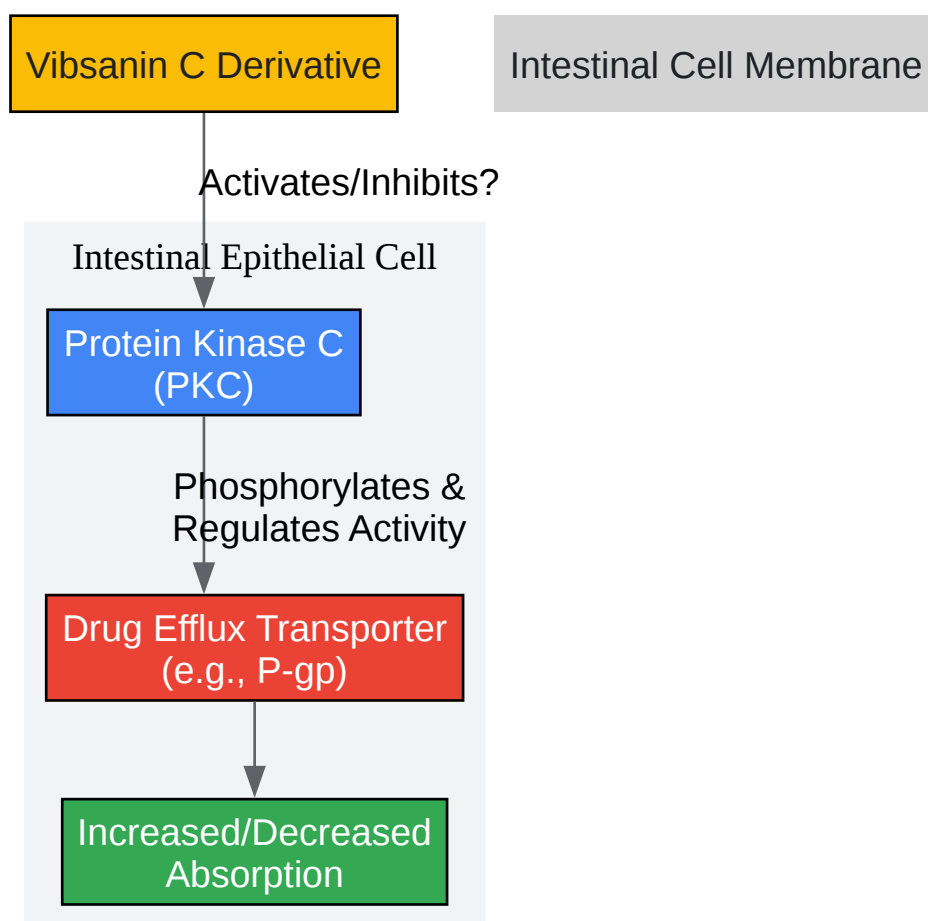 Vibsanin C Derivative
Intestinal Cell Membrane
Activates/Inhibits?
Intestinal Epithelial Cell
Protein Kinase C
(PKC)
Phosphorylates &
Regulates Activity
Drug Efflux Transporter
(e.g., P-gp)
Increased/Decreased
Absorption